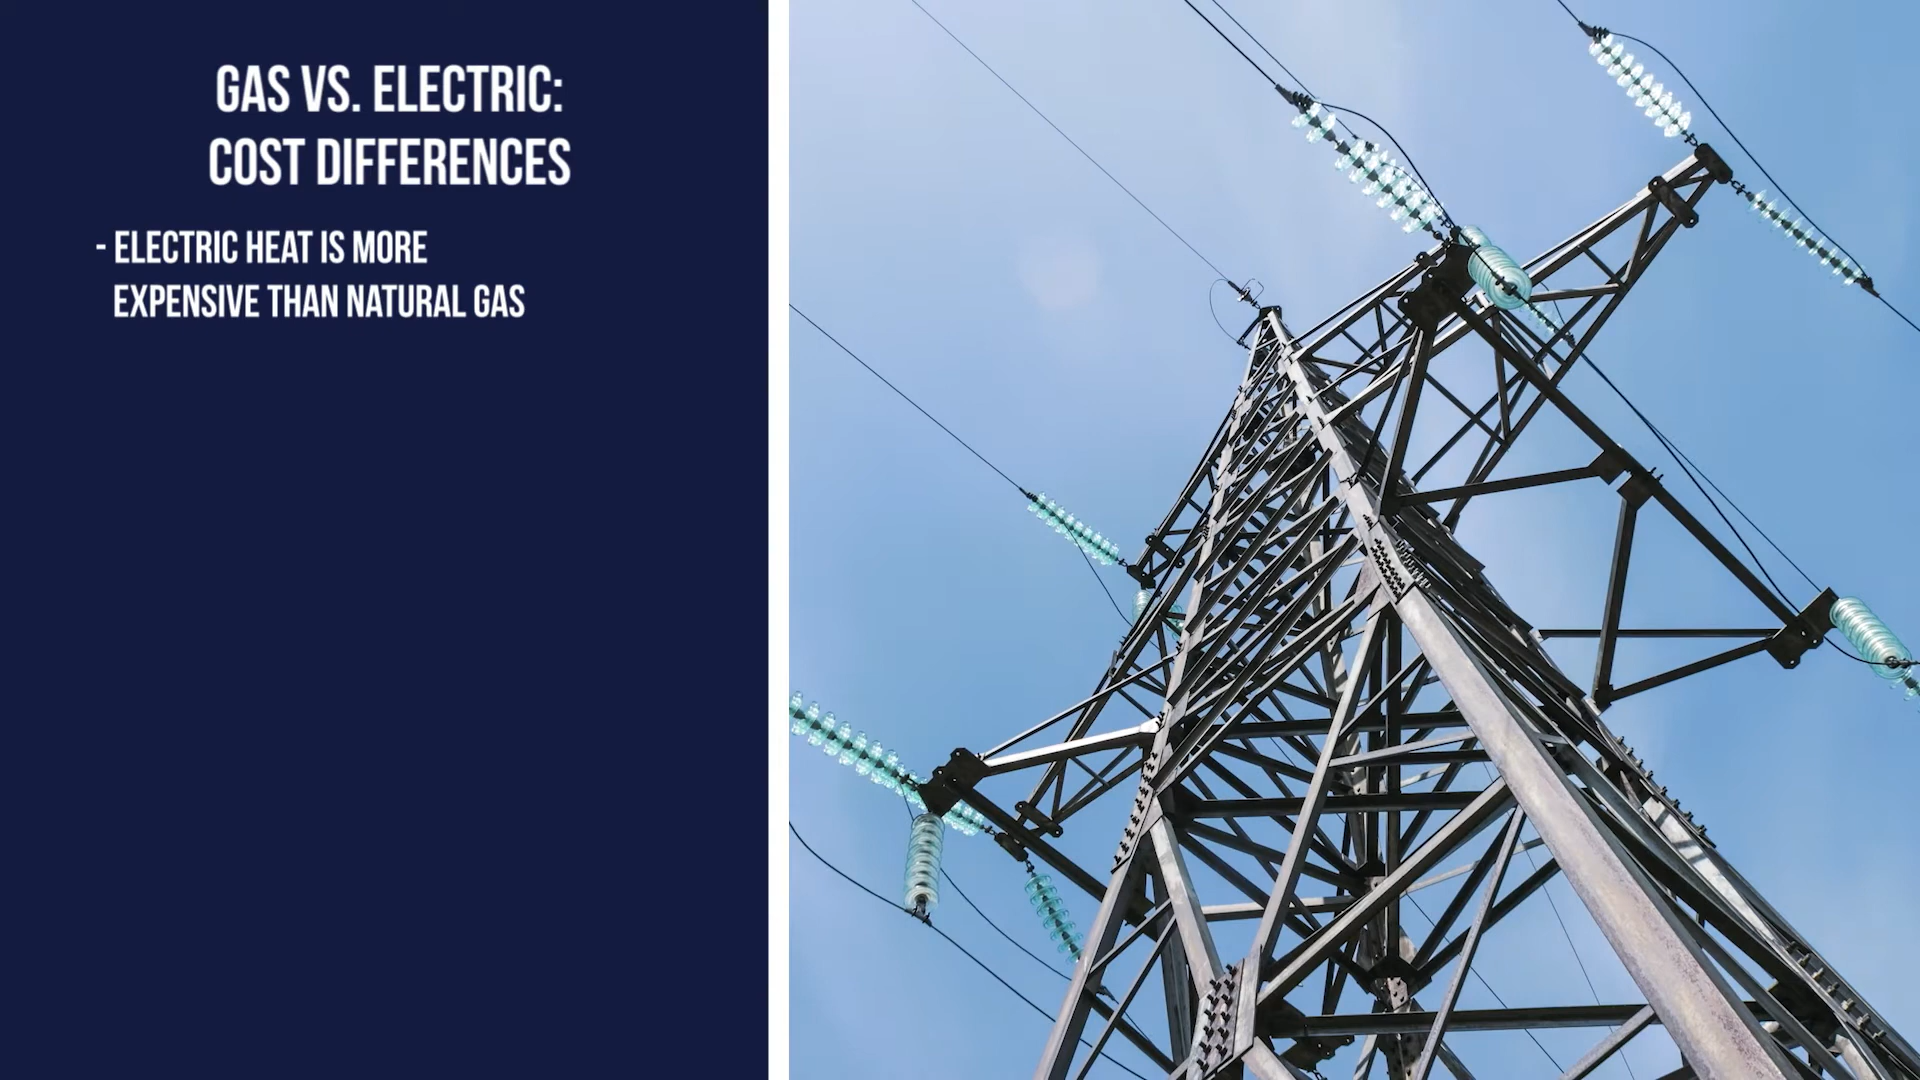 GAS VS. ELECTRIC:
COST DIFFERENCES
- ELECTRIC HEAT IS MORE
EXPENSIVE THAN NATURAL GAS